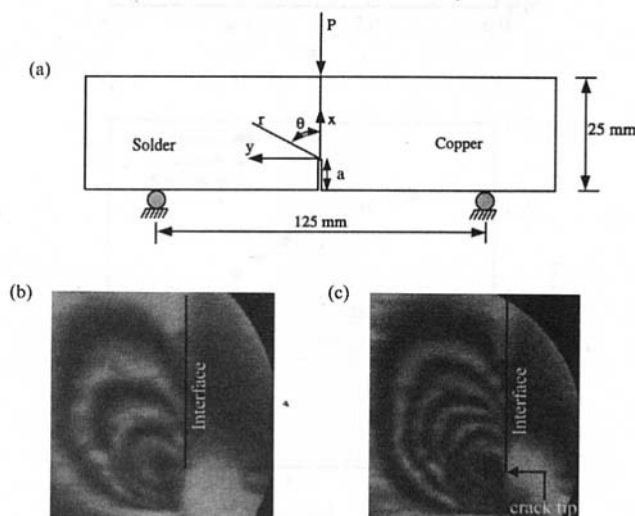 P
(a)
r
θ
x
Solder
Copper
25 mm
y
a
125 mm
(b)
(c)
Interface
Interface
crack tip